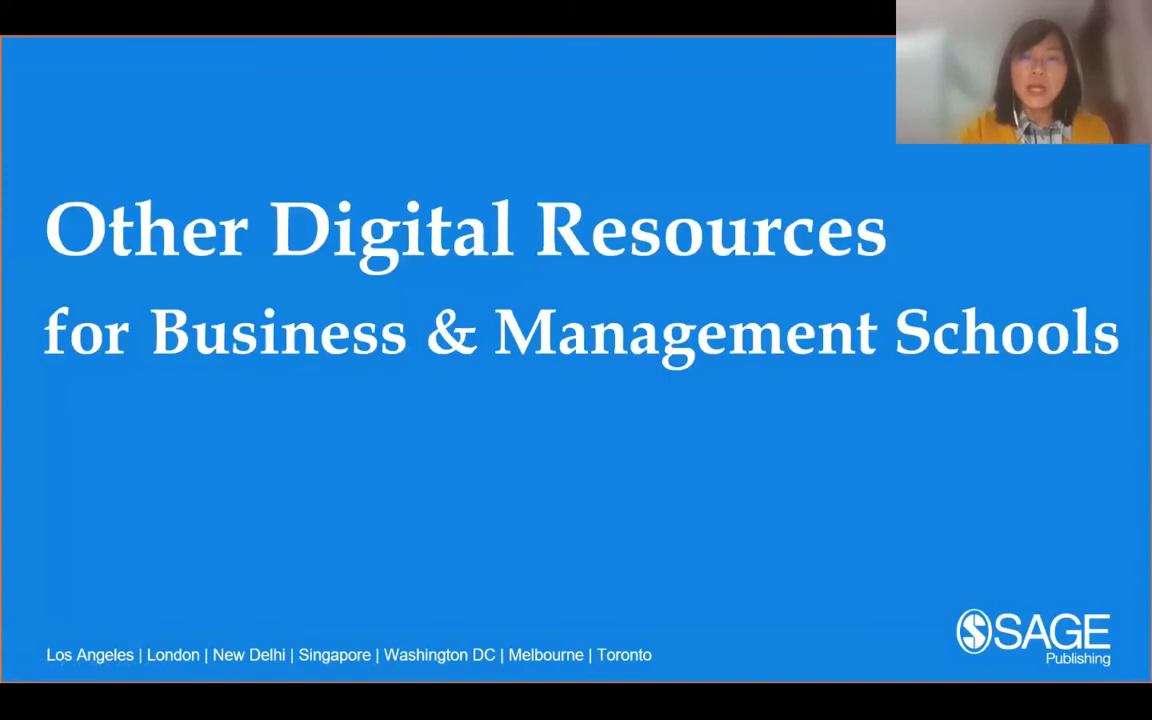 Other Digital Resources
for Business & Management Schools
Los Angeles | London | New Delhi | Singapore | Washington DC | Melbourne | Toronto
SAGE
Publishing